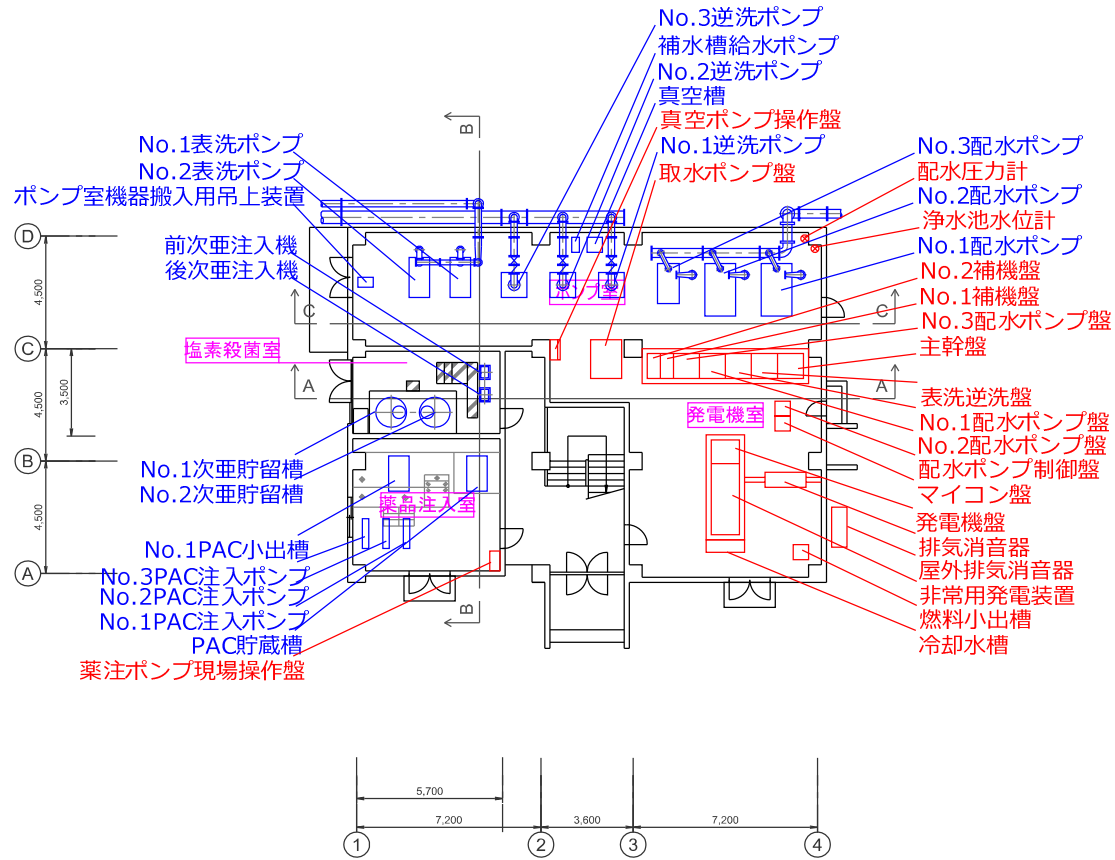 No.3逆洗ポンプ
補水槽給水ポンプ
No.2逆洗ポンプ
真空槽
真空ポンプ操作盤
No.1逆洗ポンプ
取水ポンプ盤
No.1表洗ポンプ
No.2表洗ポンプ
ポンプ室機器搬入用吊上装置
前次亜注入機
後次亜注入機
No.3配水ポンプ
配水圧力計
No.2配水ポンプ
浄水池水位計
No.1配水ポンプ
No.2補機盤
No.1補機盤
No.3配水ポンプ盤
主幹盤
表洗逆洗盤
No.1配水ポンプ盤
No.2配水ポンプ盤
配水ポンプ制御盤
マイコン盤
発電機盤
排気消音器
屋外排気消音器
非常用発電装置
燃料小出槽
冷却水槽
B
D
4,500
C
C
ポンプ室
塩素殺菌室
C
3,500
4,500
A
A
発電機室
B
No.1次亜貯留槽
No.2次亜貯留槽
薬品注入室
4,500
A
No.1PAC小出槽
No.3PAC注入ポンプ
No.2PAC注入ポンプ
No.1PAC注入ポンプ
PAC貯蔵槽
薬注ポンプ現場操作盤
B
5,700
7,200
3,600
7,200
1
2
3
4